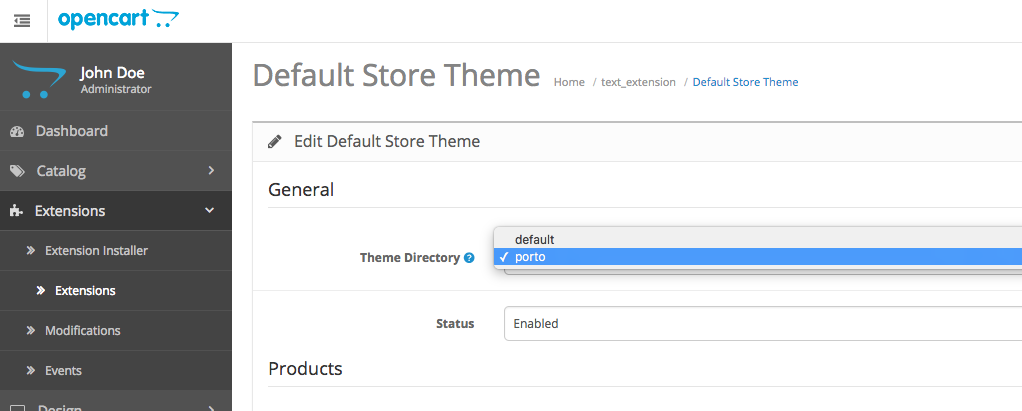 opencart
John Doe
Administrator
Dashboard
Catalog
Extensions
Extension Installer
Extensions
Modifications
Events
Design
Default Store Theme
Home / text_extension / Default Store Theme
Edit Default Store Theme
General
Theme Directory ?
default
✓ porto
Status
Enabled
Products